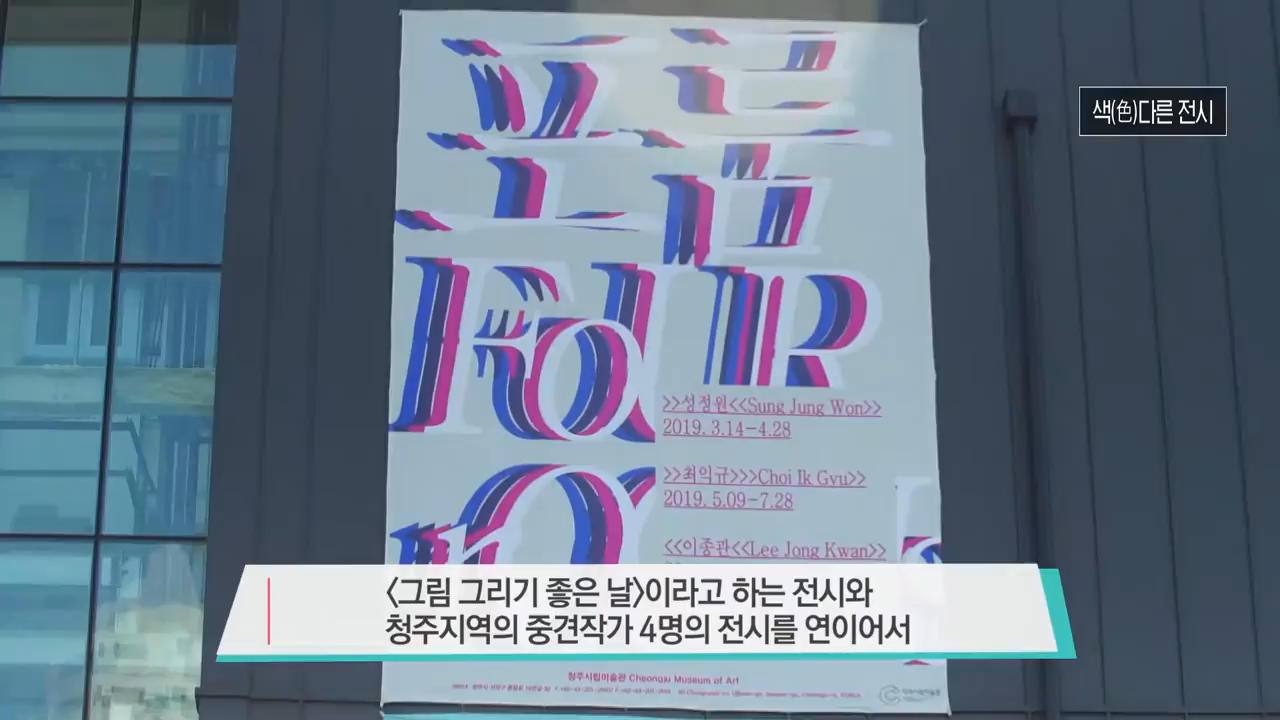 색(色)다른 전시
포룸
FoUR
>>성정원<<Sung Jung Won>>
2019. 3.14-4.28
>>최익규>>>Choi Ik Gyu>>
2019. 5.09-7.28
<<이종관<<Lee Jong Kwan>>
〈그림 그리기 좋은 날〉이라고 하는 전시와
청주지역의 중견작가 4명의 전시를 연이어서
청주시립미술관 Cheongju Museum of Art